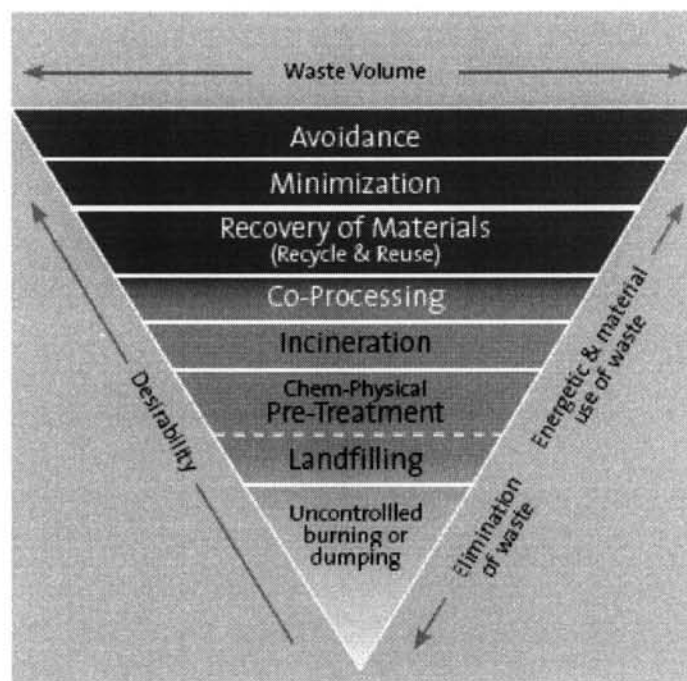 Waste Volume
Avoidance
Minimization
Recovery of Materials
(Recycle & Reuse)
Co-Processing
Incineration
Chem-Physical
Pre-Treatment
Landfilling
Uncontrollled
burning or
dumping
Desirability
Energetic & material
use of waste
Elimination
of waste